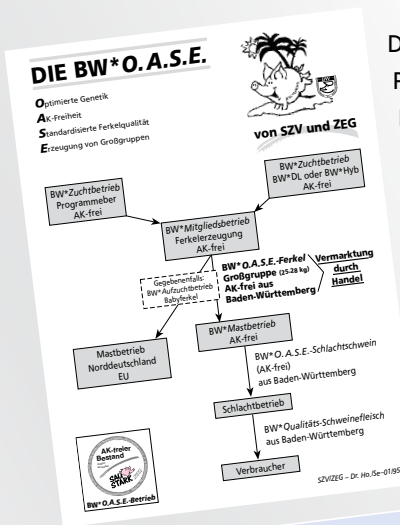 DIE BW*O.A.S.E.
Optimierte Genetik
AK-Freiheit
Standardisierte Ferkelqualität
Erzeugung von Großgruppen
von SZV und ZEG
BW*Zuchtbetrieb
Programmeber
AK-frei
BW*Zuchtbetrieb
BW*DL oder BW*Hyb
AK-frei
BW*Mitgliedsbetrieb
Ferkelerzeugung
AK-frei
Gegebenenfalls:
BW*Aufzuchtbetrieb
Babyferkel
BW*O.A.S.E.-Ferkel
Großgruppe (25-28 kg)
AK-frei aus
Baden-Württemberg
Vermarktung
durch
Handel
Mastbetrieb
Norddeutschland
EU
BW*Mastbetrieb
AK-frei
BW*O.A.S.E.-Schlachtschwein
(AK-frei)
aus Baden-Württemberg
Schlachtbetrieb
BW*Qualitäts-Schweinefleisch
aus Baden-Württemberg
Verbraucher
AK-freier
Bestand
SAU
STARK
BW*O.A.S.E.-Betrieb
SZV/ZEG – Dr. Ho./Se–01/95